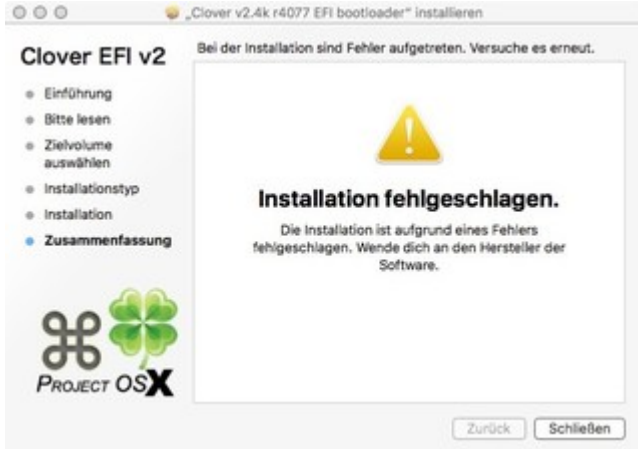 „Clover v2.4k r4077 EFI bootloader“ installieren
Clover EFI v2
Bei der Installation sind Fehler aufgetreten. Versuche es erneut.
Einführung
Bitte lesen
Zielvolume
auswählen
Installationstyp
Installation
Zusammenfassung
Installation fehlgeschlagen.
Die Installation ist aufgrund eines Fehlers
fehlgeschlagen. Wende dich an den Hersteller der
Software.
PROJECT OSX
Zurück
Schließen